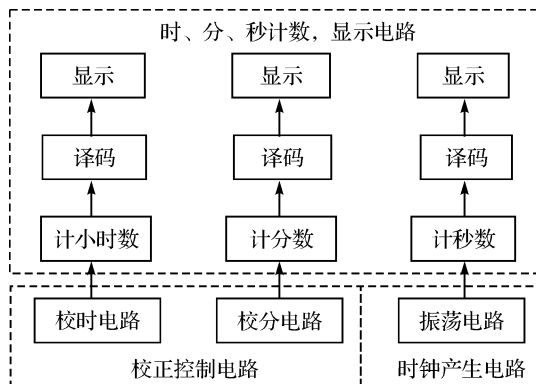 时、分、秒计数，显示电路
显示 显示 显示
译码 译码 译码
计小时数 计分数 计秒数
校时电路 校分电路 振荡电路
校正控制电路 时钟产生电路